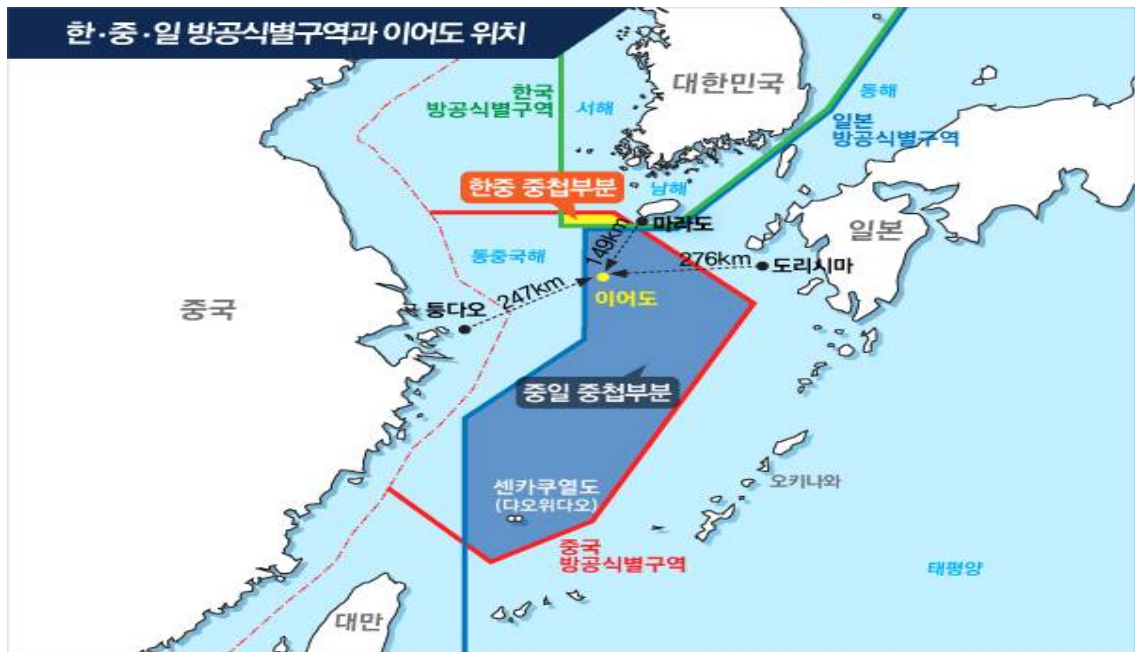 한·중·일 방공식별구역과 이어도 위치
대한민국
한국
방공식별구역
서해
동해
일본
방공식별구역
한중 중첩부분
남해
마라도
일본
동중국해
149km
276km
도리시마
중국
247km
이어도
퉁다오
중일 중첩부분
센카쿠열도
(댜오위다오)
오키나와
중국
방공식별구역
태평양
대만